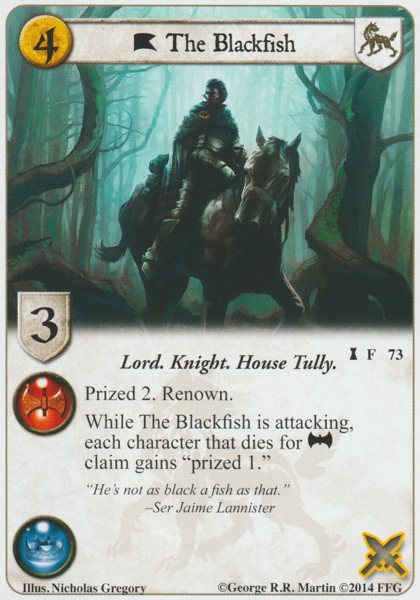 4
The Blackfish
3
Lord. Knight. House Tully.
F 73
Prized 2. Renown.
While The Blackfish is attacking,
each character that dies for
claim gains “prized 1.”
“He’s not as black a fish as that.”
–Ser Jaime Lannister
Illus. Nicholas Gregory
©George R.R. Martin ©2014 FFG